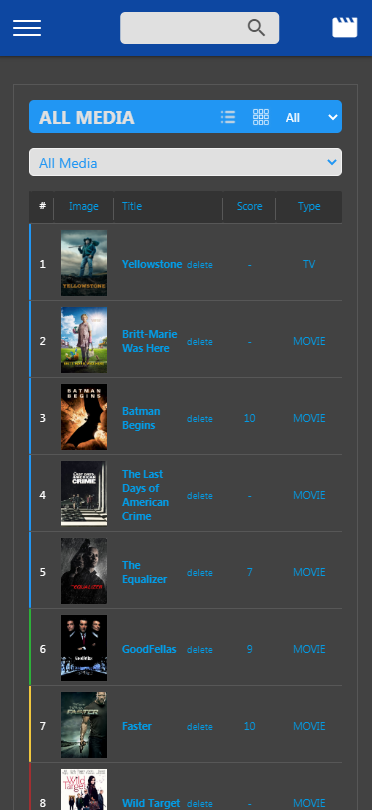 ALL MEDIA All
All Media
# Image Title Score Type
1 YELLOWSTONE Yellowstone delete - TV
2 Britt-Marie Was Here delete - MOVIE
3 BATMAN BEGINS Batman Begins delete 10 MOVIE
4 AMERICAN CRIME The Last Days of American Crime delete - MOVIE
5 EQUALIZER The Equalizer delete 7 MOVIE
6 GoodFellas GoodFellas delete 9 MOVIE
7 FASTER Faster delete 10 MOVIE
8 Wild Target Wild Target delete - MOVIE